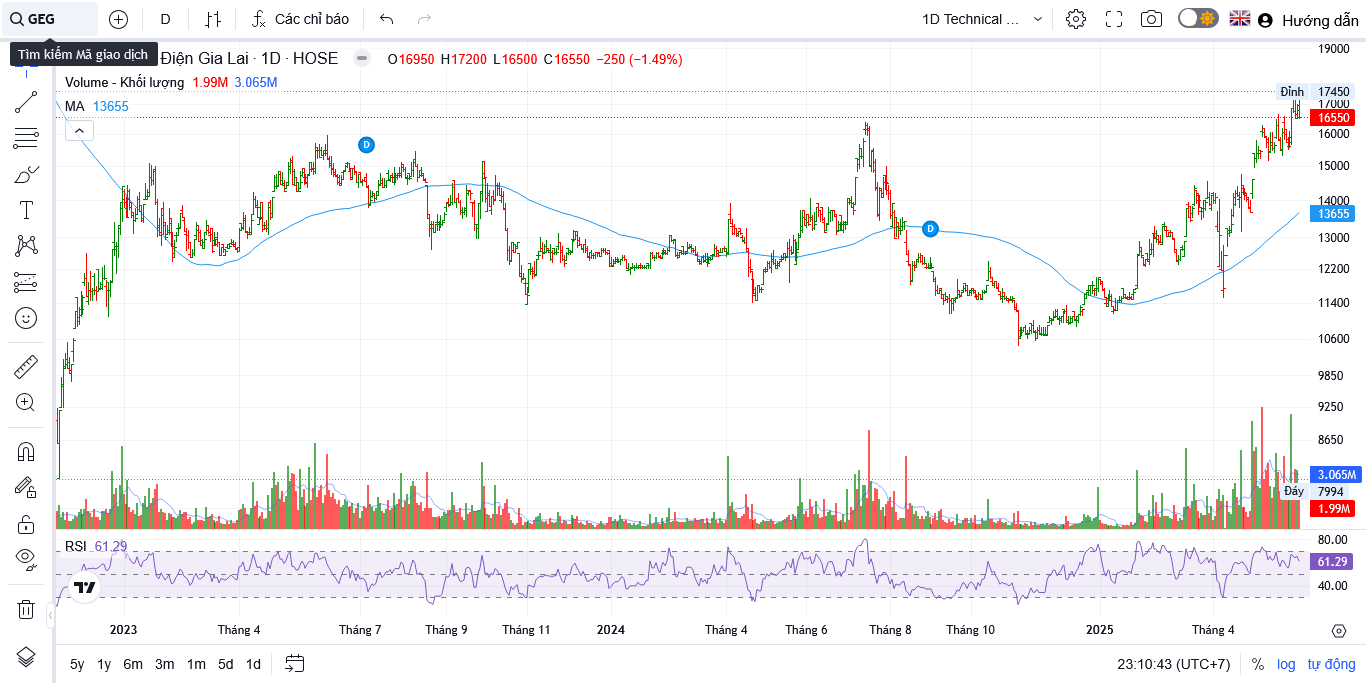 GEG D Các chỉ báo 1D Technical ... Hướng dẫn
Tìm kiếm Mã giao dịch Điện Gia Lai · 1D · HOSE O16950 H17200 L16500 C16550 −250 (−1.49%)
Volume - Khối lượng 1.99M 3.065M
MA 13655
D
D
19000
Đỉnh 17450
17000
16550
16000
15000
14000
13655
13000
12200
11400
10600
9850
9250
8650
3.065M
Đáy 7994
1.99M
RSI 61.29
80.00
61.29
40.00
2023 Tháng 4 Tháng 7 Tháng 9 Tháng 11 2024 Tháng 4 Tháng 6 Tháng 8 Tháng 10 2025 Tháng 4
5y 1y 6m 3m 1m 5d 1d 23:10:43 (UTC+7) % log tự động